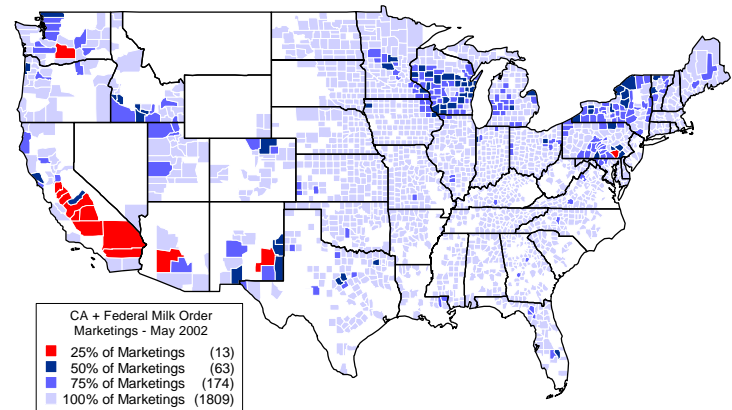 CA + Federal Milk Order
Marketings - May 2002
25% of Marketings (13)
50% of Marketings (63)
75% of Marketings (174)
100% of Marketings (1809)